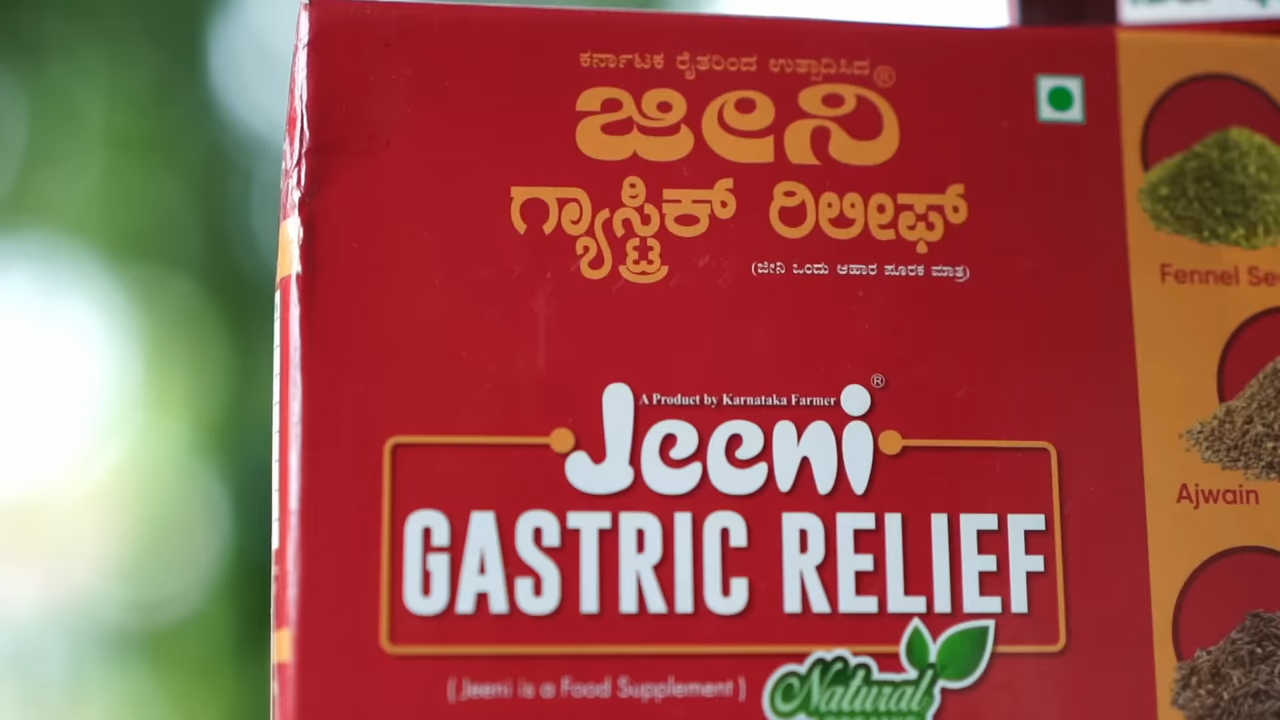 ಕರ್ನಾಟಕ ರೈತರಿಂದ ಉತ್ಪಾದಿಸಿದ
ಜೀನಿ®
ಗ್ಯಾಸ್ಟ್ರಿಕ್ ರಿಲೀಫ್
(ಜೀನಿ ಒಂದು ಆಹಾರ ಪೂರಕ ಮಾತ್ರ)
Fennel Se
A Product by Karnataka Farmer
Jeeni®
GASTRIC RELIEF
Ajwain
(Jeeni is a Food Supplement)
Natural